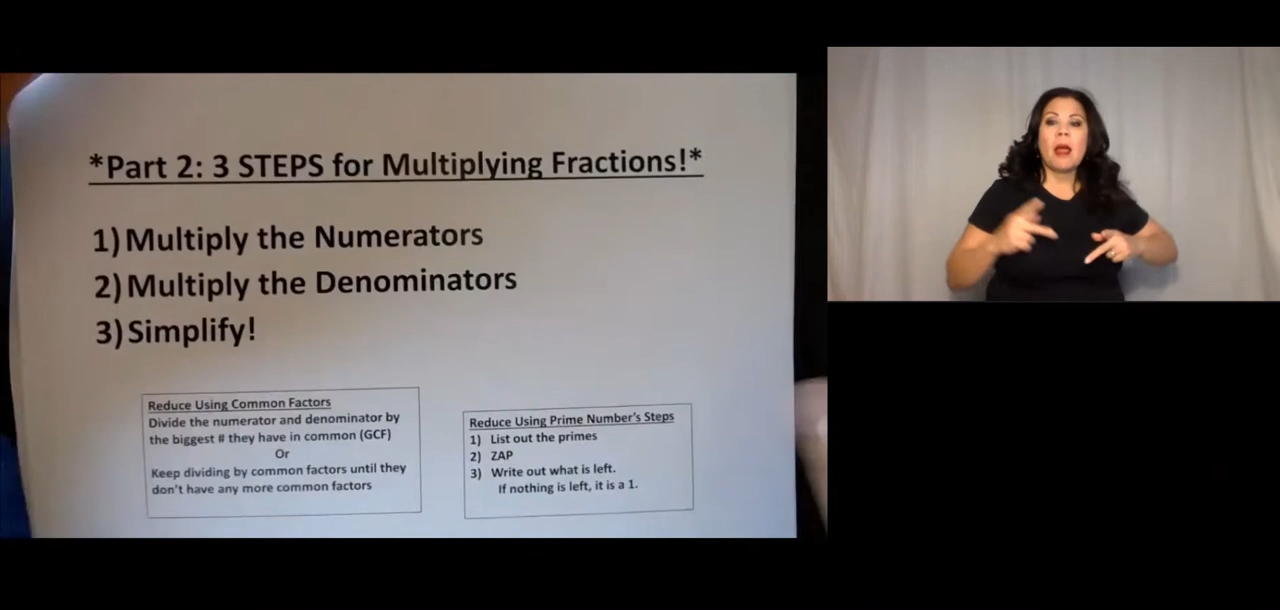 *Part 2: 3 STEPS for Multiplying Fractions!*
1) Multiply the Numerators
2) Multiply the Denominators
3) Simplify!
Reduce Using Common Factors
Divide the numerator and denominator by
the biggest # they have in common (GCF)
Or
Keep dividing by common factors until they
don't have any more common factors
Reduce Using Prime Number's Steps
1) List out the primes
2) ZAP
3) Write out what is left.
If nothing is left, it is a 1.